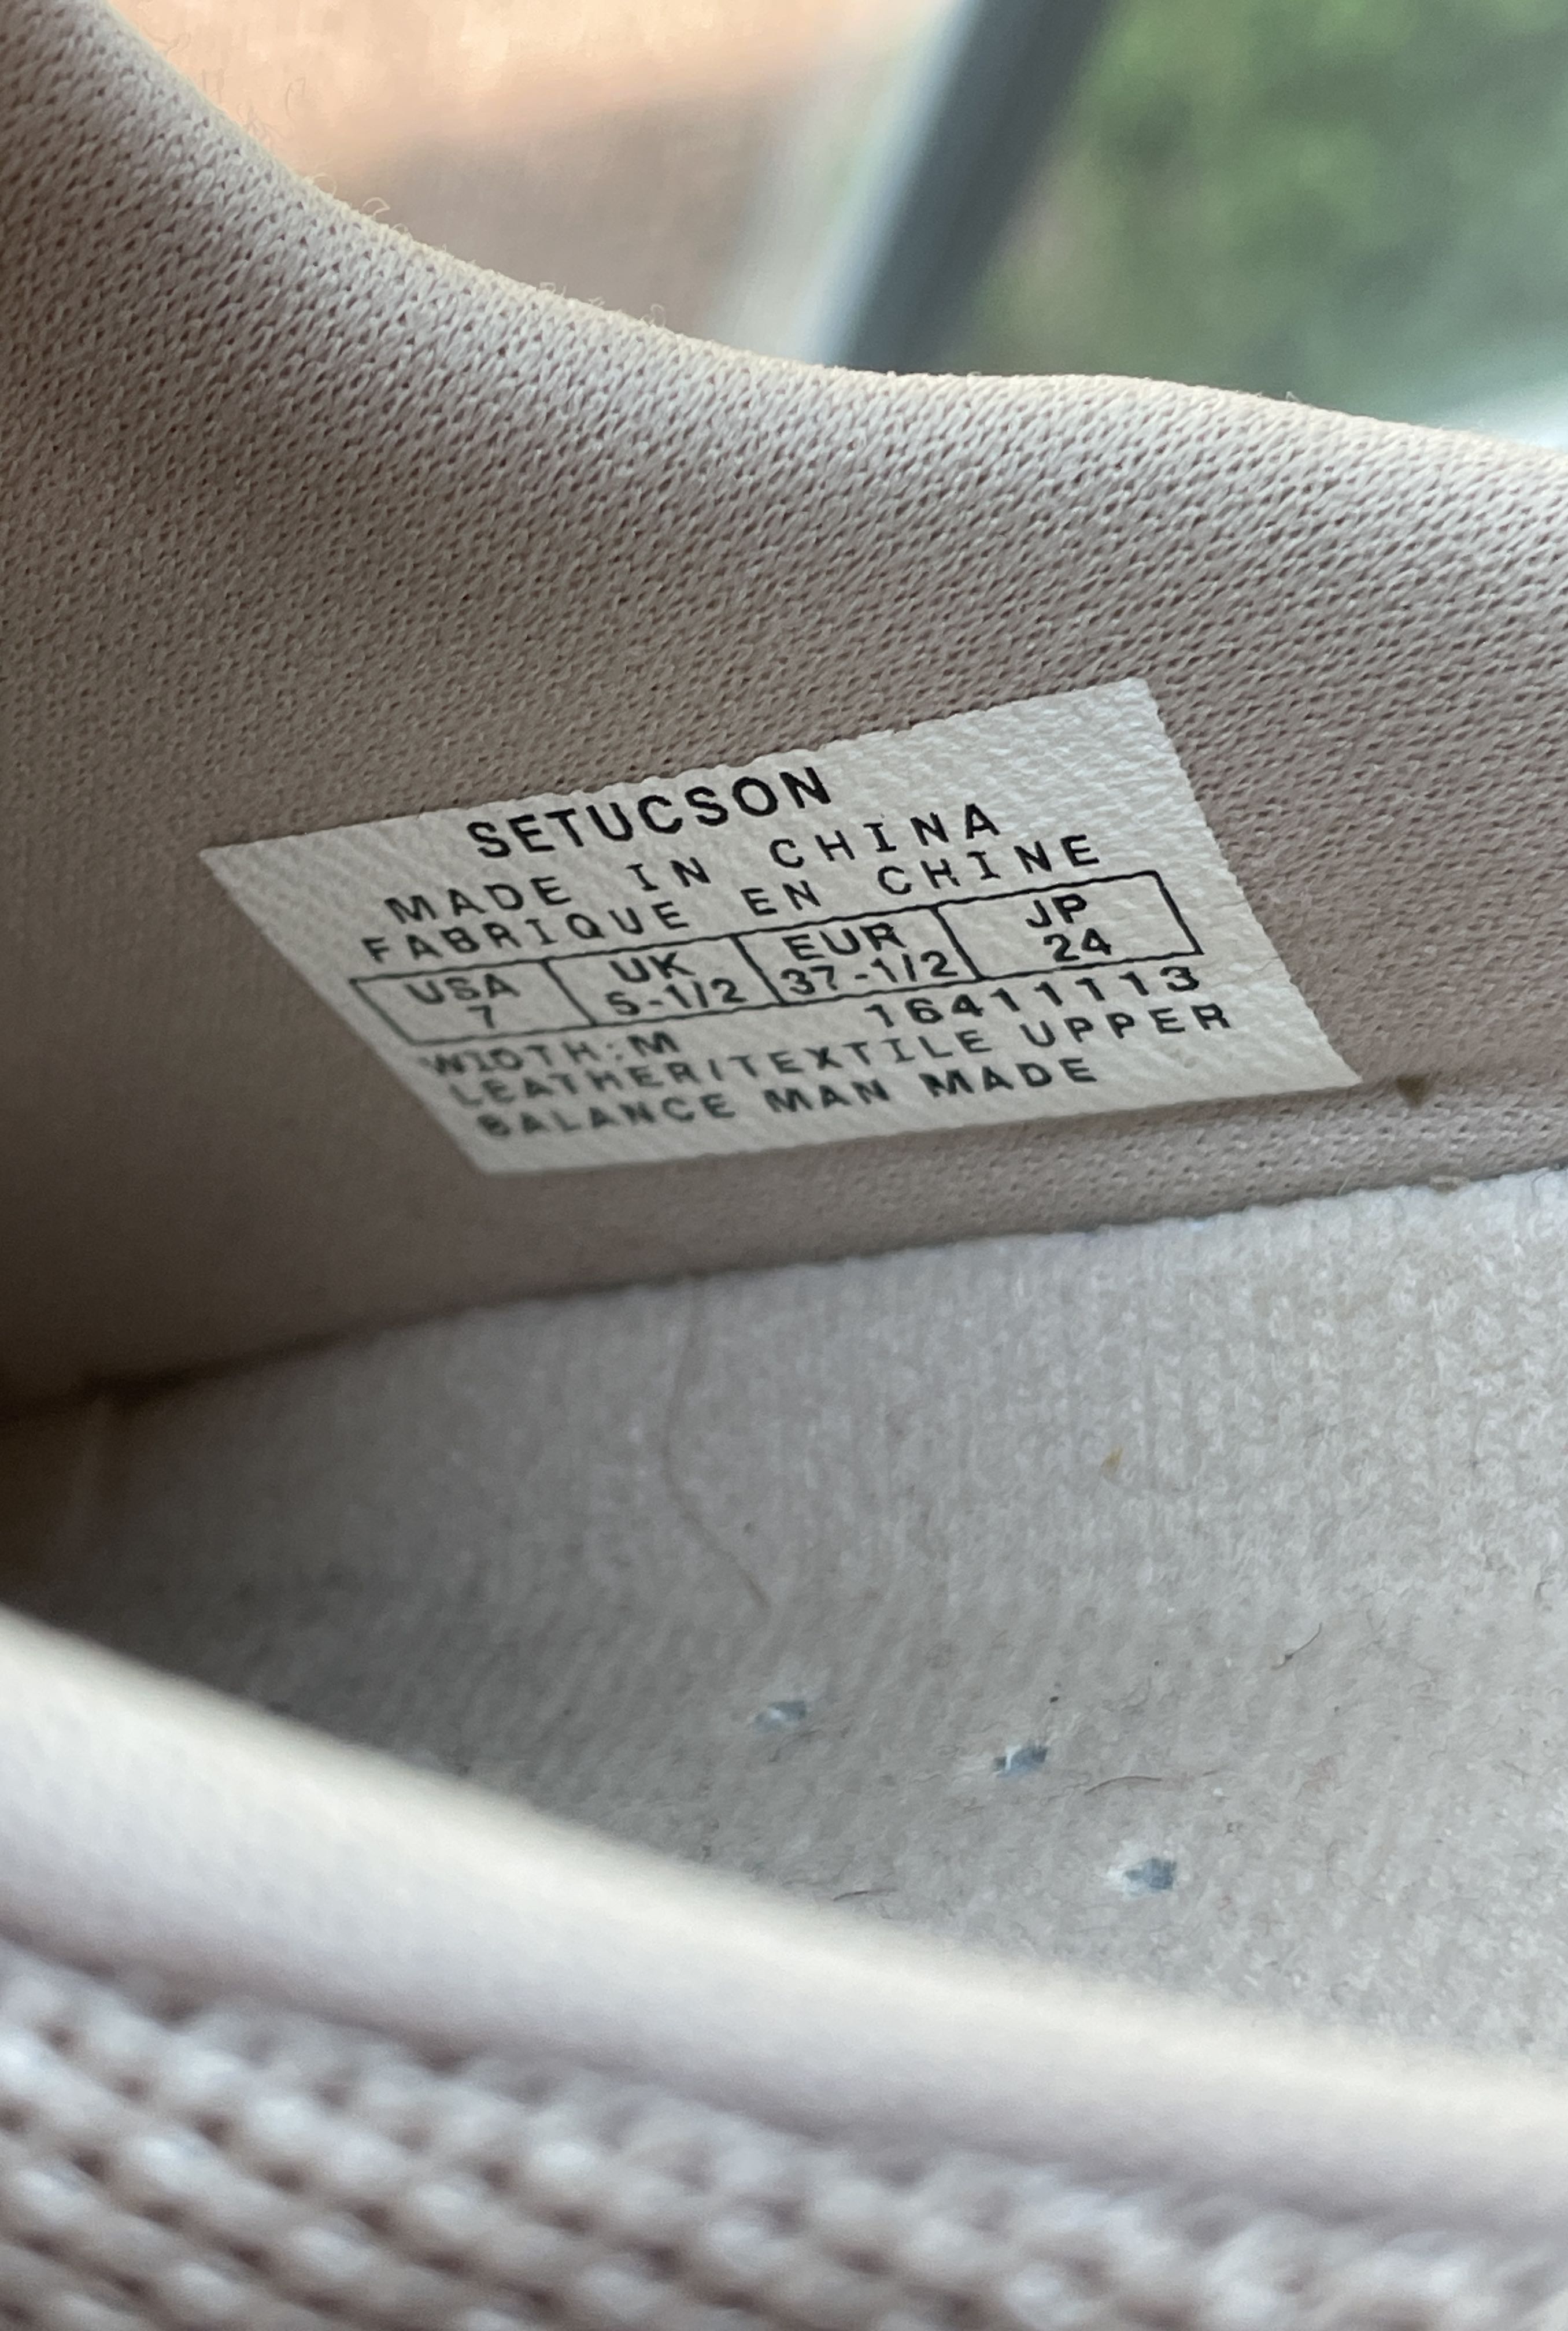 SETUCSON
MADE IN CHINA
FABRIQUE EN CHINE
USA UK EUR JP
7 5-1/2 37-1/2 24
WIDTH:M 16411113
LEATHER/TEXTILE UPPER
BALANCE MAN MADE